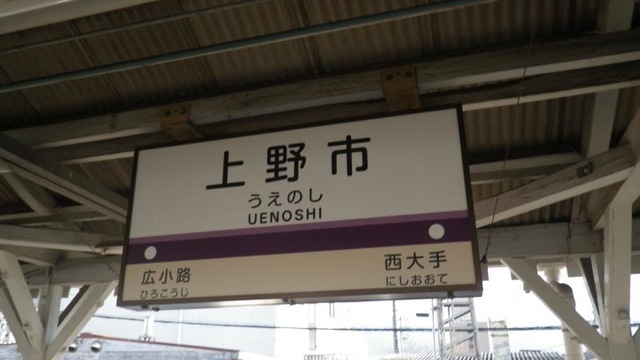 上野市
うえのし
UENOSHI
広小路
ひろこうじ
西大手
にしおおて